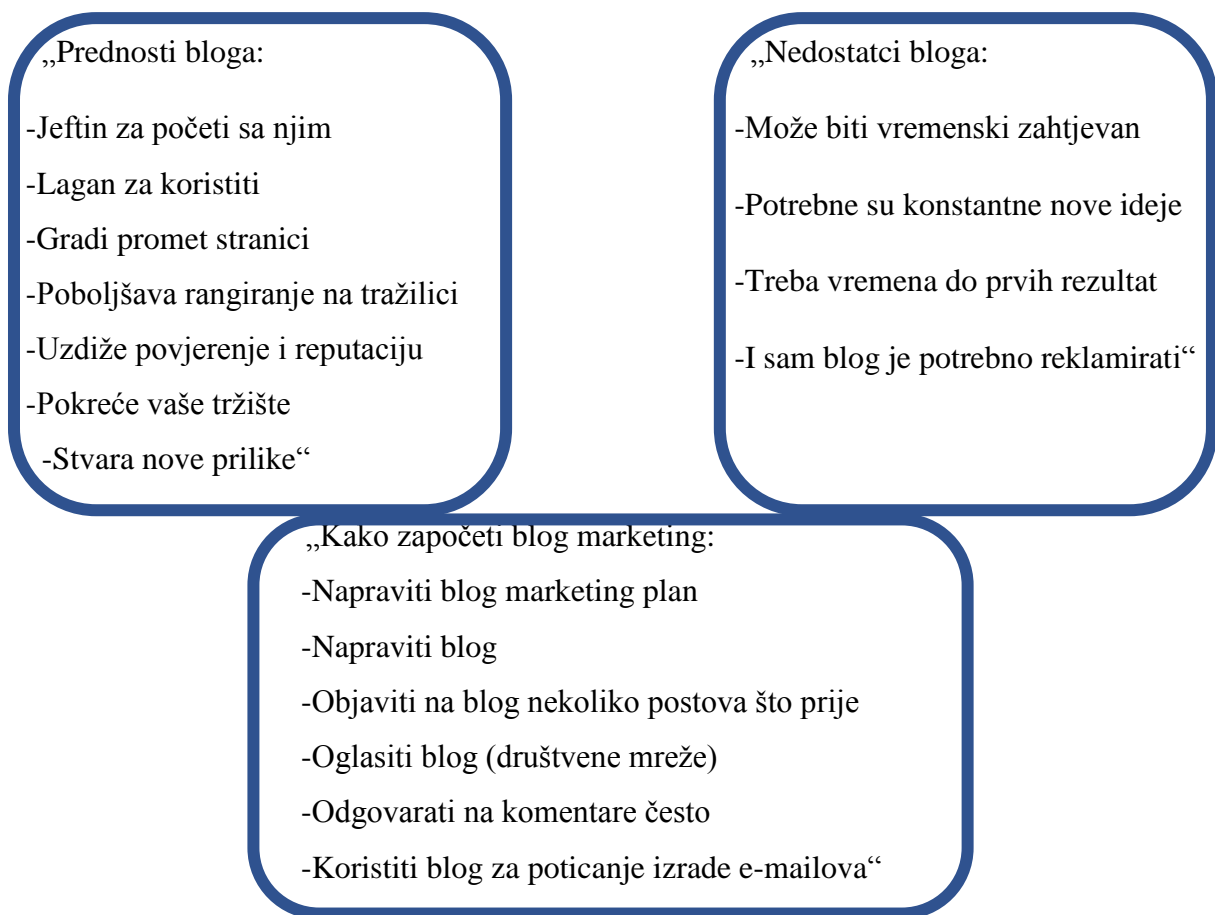 „Prednosti bloga:
-Jeftin za početi sa njim
-Lagan za koristiti
-Gradi promet stranici
-Poboljšava rangiranje na tražilici
-Uzdiže povjerenje i reputaciju
-Pokreće vaše tržište
-Stvara nove prilike“
„Nedostatci bloga:
-Može biti vremenski zahtjevan
-Potrebne su konstantne nove ideje
-Treba vremena do prvih rezultat
-I sam blog je potrebno reklamirati“
„Kako započeti blog marketing:
-Napraviti blog marketing plan
-Napraviti blog
-Objaviti na blog nekoliko postova što prije
-Oglasiti blog (društvene mreže)
-Odgovarati na komentare često
-Koristiti blog za poticanje izrade e-mailova“